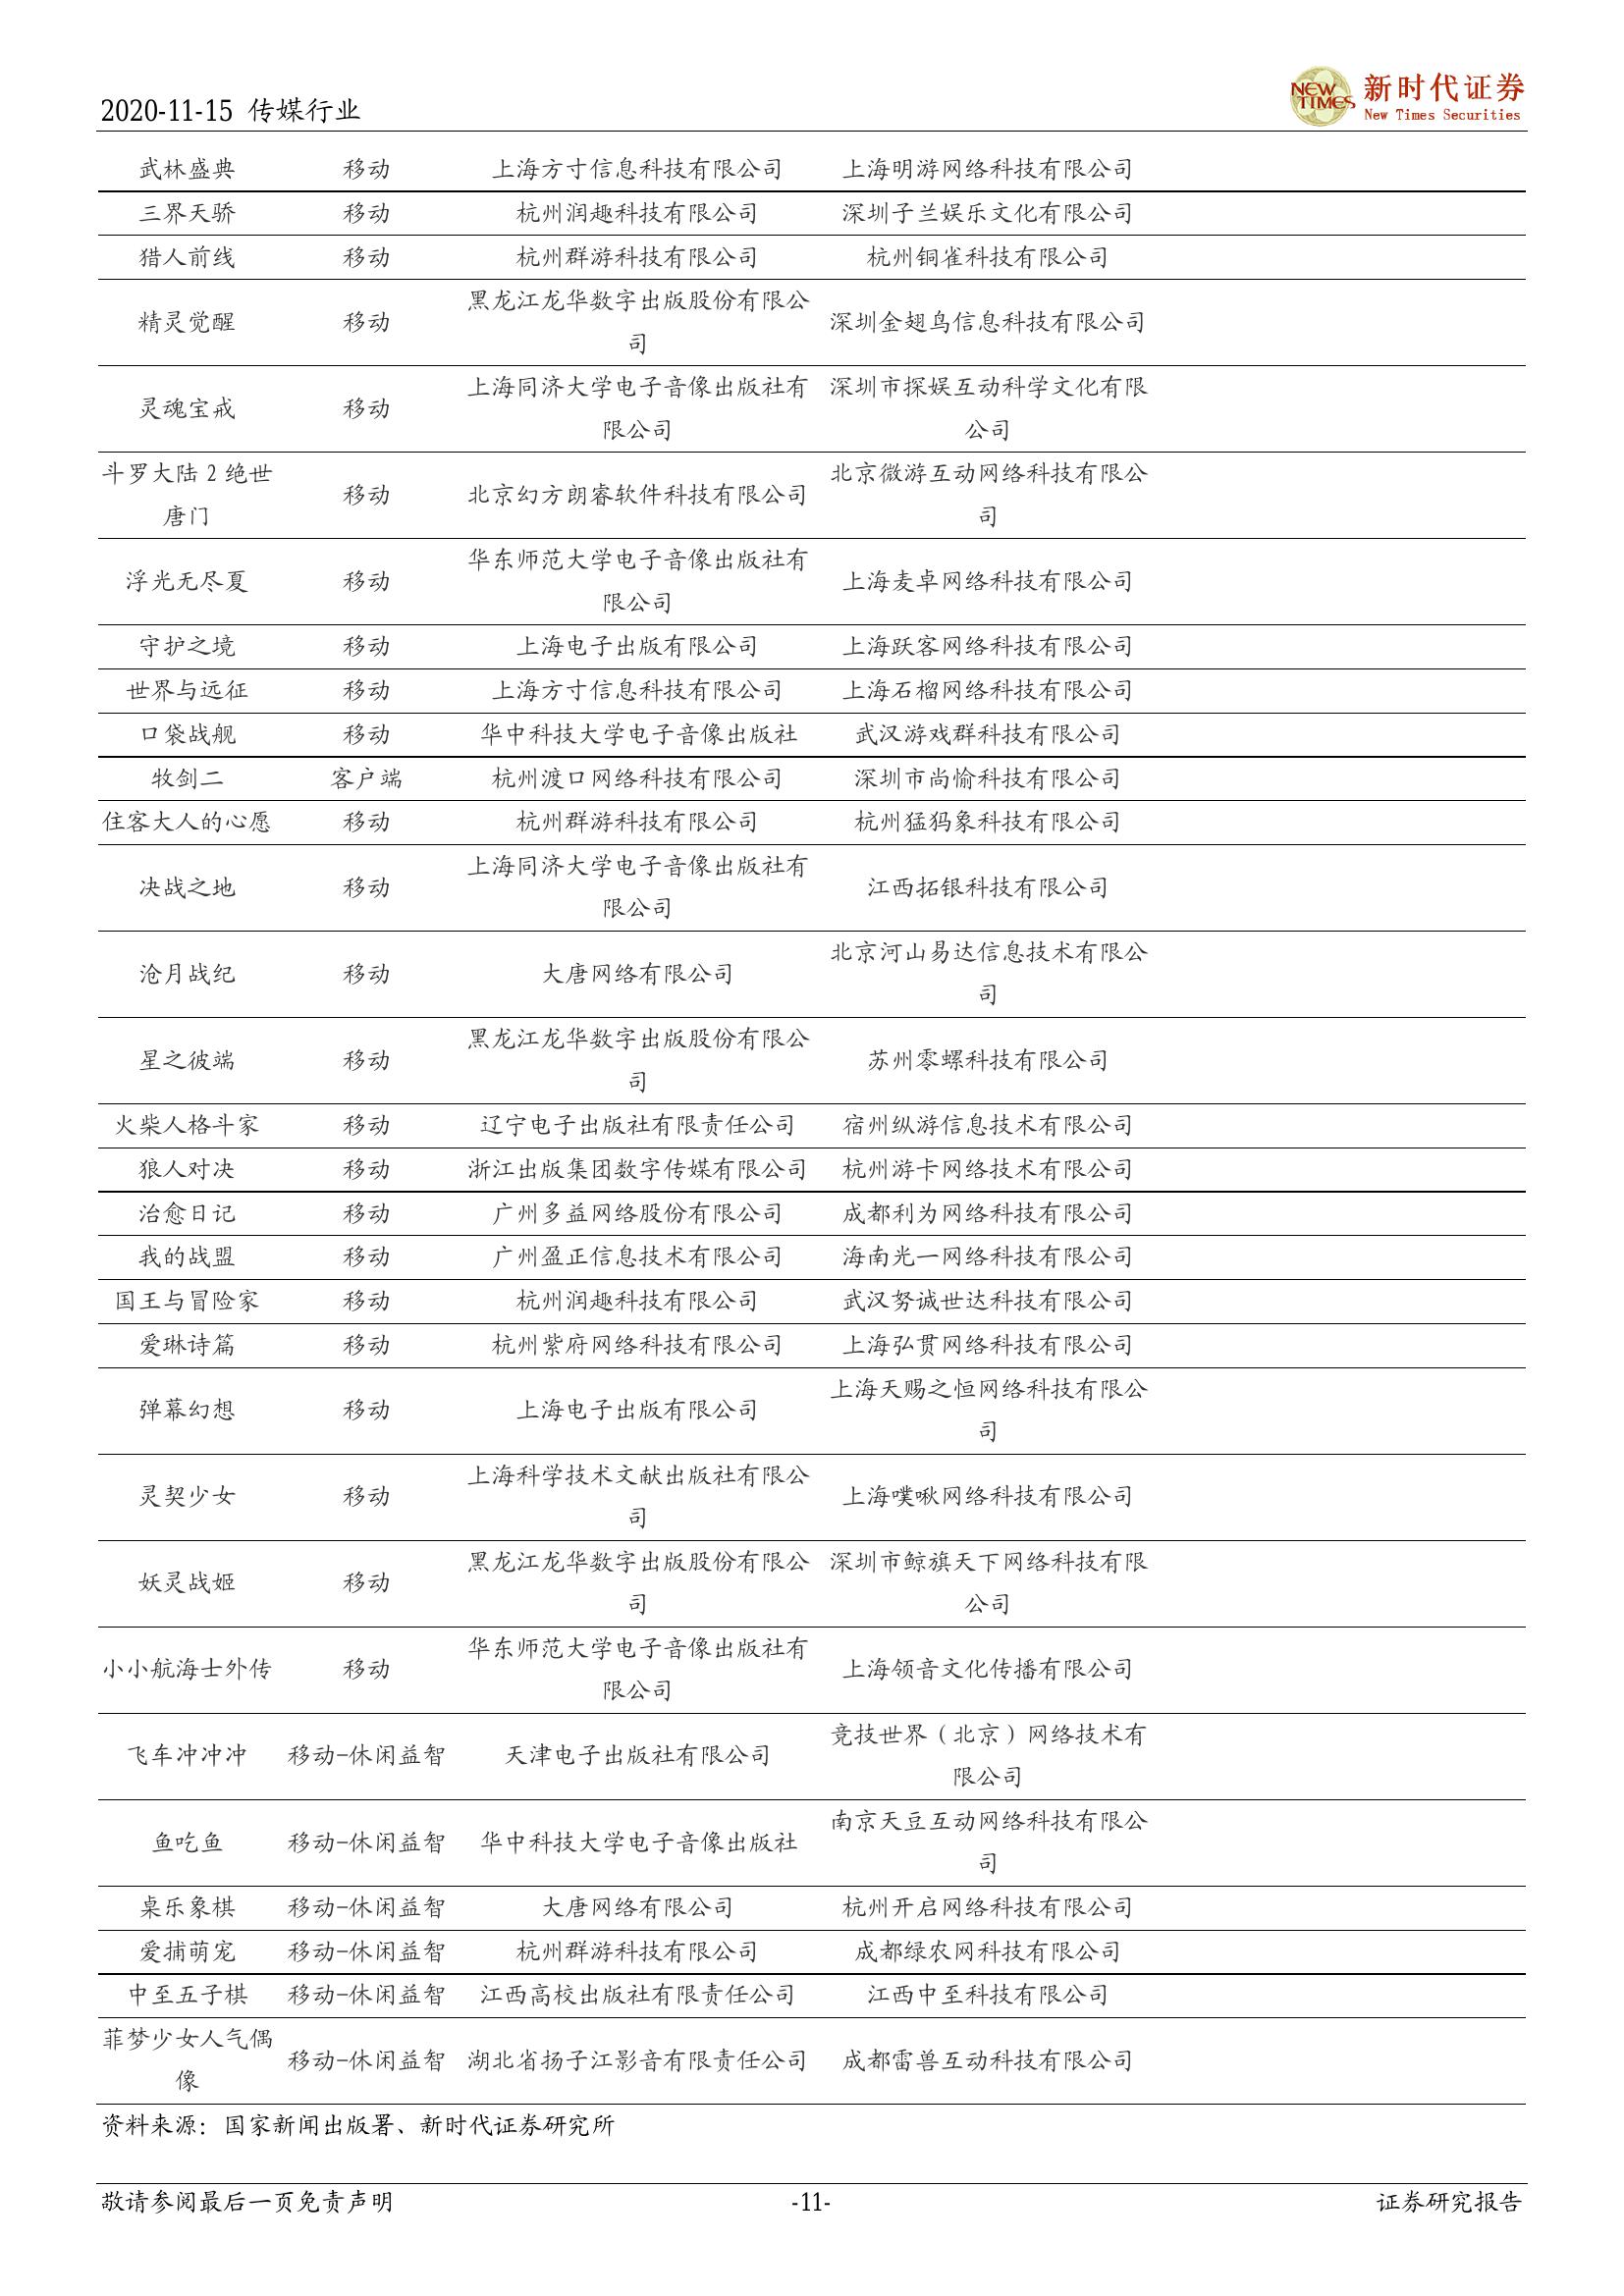 2020-11-15 传媒行业
NEW TIMES 新时代证券
New Times Securities
武林盛典 移动 上海方寸信息科技有限公司 上海明游网络科技有限公司
三界天骄 移动 杭州润趣科技有限公司 深圳子兰娱乐文化有限公司
猎人前线 移动 杭州群游科技有限公司 杭州铜雀科技有限公司
精灵觉醒 移动 黑龙江龙华数字出版股份有限公
司 深圳金翅鸟信息科技有限公司
灵魂宝戒 移动 上海同济大学电子音像出版社有
限公司 深圳市探娱互动科学文化有限
公司
斗罗大陆 2 绝世
唐门 移动 北京幻方朗睿软件科技有限公司 北京微游互动网络科技有限公
司
浮光无尽夏 移动 华东师范大学电子音像出版社有
限公司 上海麦卓网络科技有限公司
守护之境 移动 上海电子出版有限公司 上海跃客网络科技有限公司
世界与远征 移动 上海方寸信息科技有限公司 上海石榴网络科技有限公司
口袋战舰 移动 华中科技大学电子音像出版社 武汉游戏群科技有限公司
牧剑二 客户端 杭州渡口网络科技有限公司 深圳市尚愉科技有限公司
住客大人的心愿 移动 杭州群游科技有限公司 杭州猛犸象科技有限公司
决战之地 移动 上海同济大学电子音像出版社有
限公司 江西拓银科技有限公司
沧月战纪 移动 大唐网络有限公司 北京河山易达信息技术有限公
司
星之彼端 移动 黑龙江龙华数字出版股份有限公
司 苏州零螺科技有限公司
火柴人格斗家 移动 辽宁电子出版社有限责任公司 宿州纵游信息技术有限公司
狼人对决 移动 浙江出版集团数字传媒有限公司 杭州游卡网络技术有限公司
治愈日记 移动 广州多益网络股份有限公司 成都利为网络科技有限公司
我的战盟 移动 广州盈正信息技术有限公司 海南光一网络科技有限公司
国王与冒险家 移动 杭州润趣科技有限公司 武汉努诚世达科技有限公司
爱琳诗篇 移动 杭州紫府网络科技有限公司 上海弘贯网络科技有限公司
弹幕幻想 移动 上海电子出版有限公司 上海天赐之恒网络科技有限公
司
灵契少女 移动 上海科学技术文献出版社有限公
司 上海噗啾网络科技有限公司
妖灵战姬 移动 黑龙江龙华数字出版股份有限公
司 深圳市鲸旗天下网络科技有限
公司
小小航海士外传 移动 华东师范大学电子音像出版社有
限公司 上海领音文化传播有限公司
飞车冲冲冲 移动-休闲益智 天津电子出版社有限公司 竞技世界（北京）网络技术有
限公司
鱼吃鱼 移动-休闲益智 华中科技大学电子音像出版社 南京天豆互动网络科技有限公
司
桌乐象棋 移动-休闲益智 大唐网络有限公司 杭州开启网络科技有限公司
爱捕萌宠 移动-休闲益智 杭州群游科技有限公司 成都绿农网科技有限公司
中至五子棋 移动-休闲益智 江西高校出版社有限责任公司 江西中至科技有限公司
菲梦少女人气偶
像 移动-休闲益智 湖北省扬子江影音有限责任公司 成都雷兽互动科技有限公司
资料来源：国家新闻出版署、新时代证券研究所
敬请参阅最后一页免责声明 -11- 证券研究报告